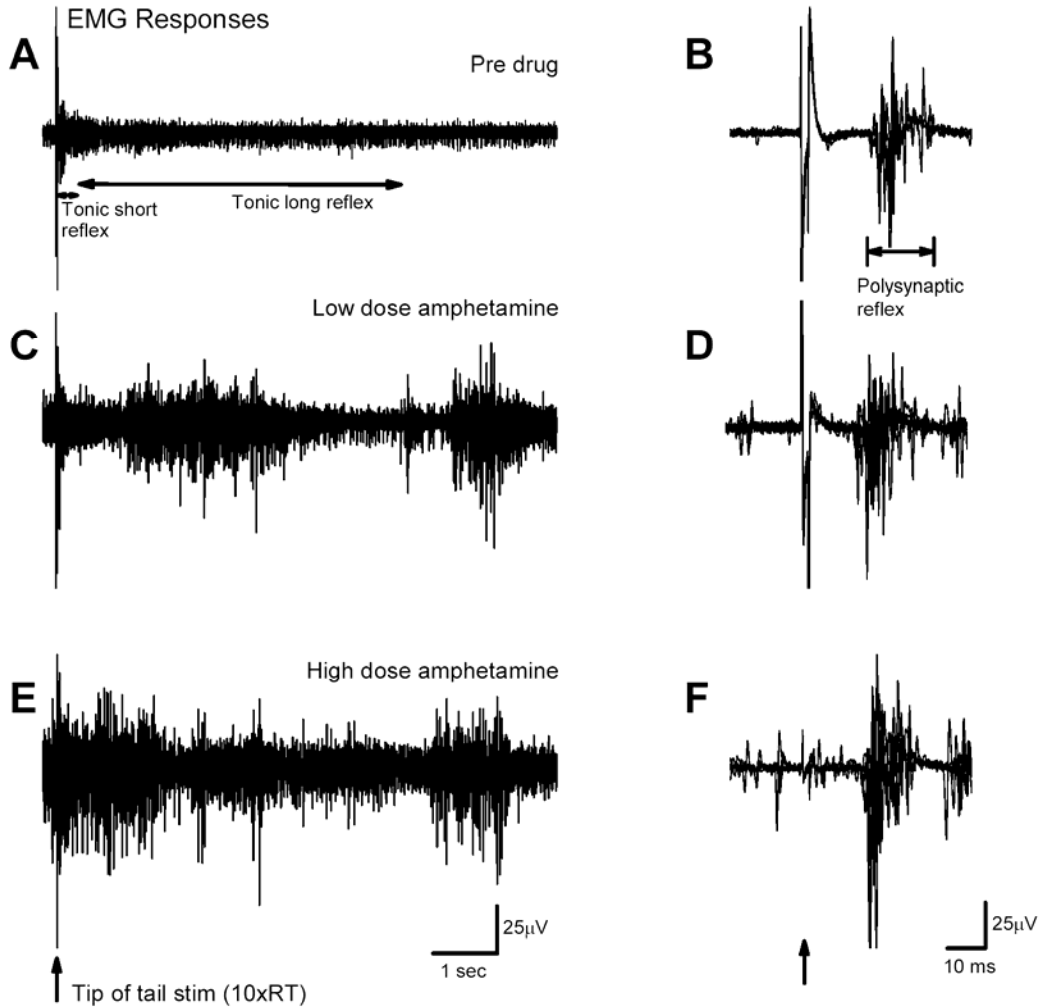 EMG Responses
A
Pre drug
Tonic short
reflex
Tonic long reflex
B
Polysynaptic
reflex
Low dose amphetamine
C
D
High dose amphetamine
E
F
25μV
1 sec
25μV
10 ms
Tip of tail stim (10xRT)